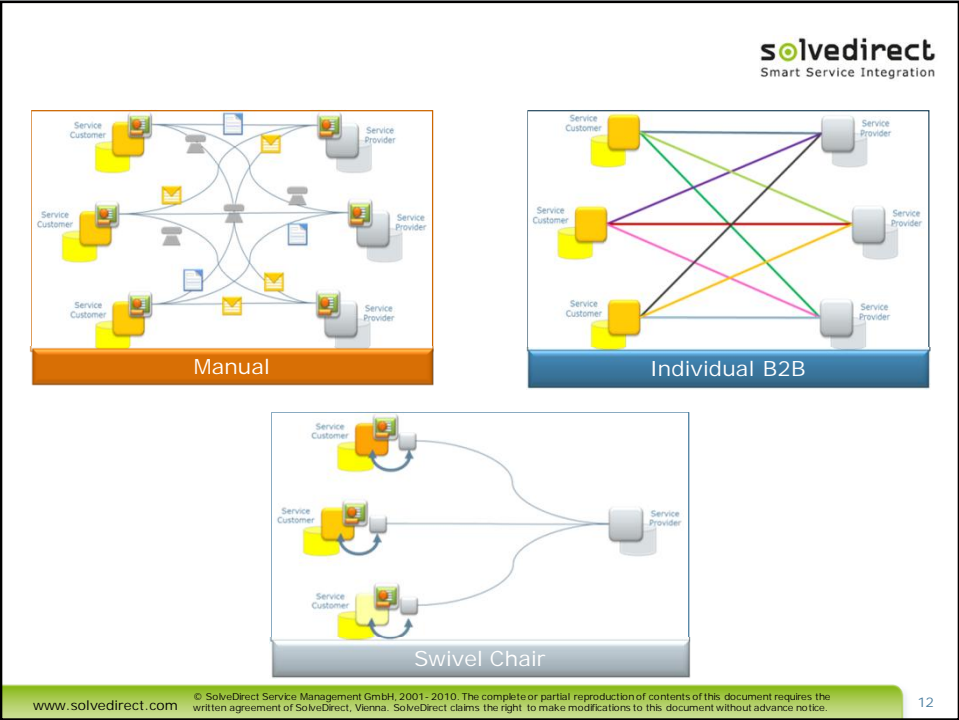 solvedirect
Smart Service Integration
Service
Customer
Service
Provider
Service
Customer
Service
Provider
Service
Customer
Service
Provider
Manual
Service
Customer
Service
Provider
Service
Customer
Service
Provider
Service
Customer
Service
Provider
Individual B2B
Service
Customer
Service
Customer
Service
Provider
Service
Customer
Swivel Chair
www.solvedirect.com
© SolveDirect Service Management GmbH, 2001- 2010. The complete or partial reproduction of contents of this document requires the
written agreement of SolveDirect, Vienna. SolveDirect claims the right to make modifications to this document without advance notice.
12